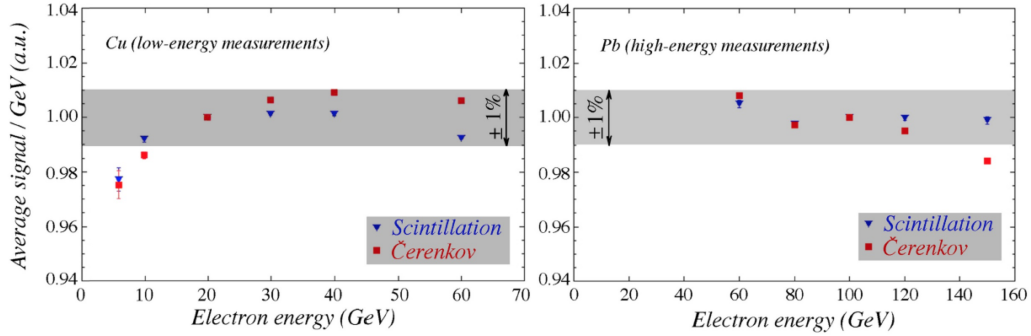 Average signal / GeV (a.u.)
1.04
1.02
1.00
0.98
0.96
0.94
Cu (low-energy measurements)
± 1%
Scintillation
Čerenkov
0 10 20 30 40 50 60 70
Electron energy (GeV)
1.04
1.02
1.00
0.98
0.96
0.94
Pb (high-energy measurements)
± 1%
Scintillation
Čerenkov
0 20 40 60 80 100 120 140 160
Electron energy (GeV)